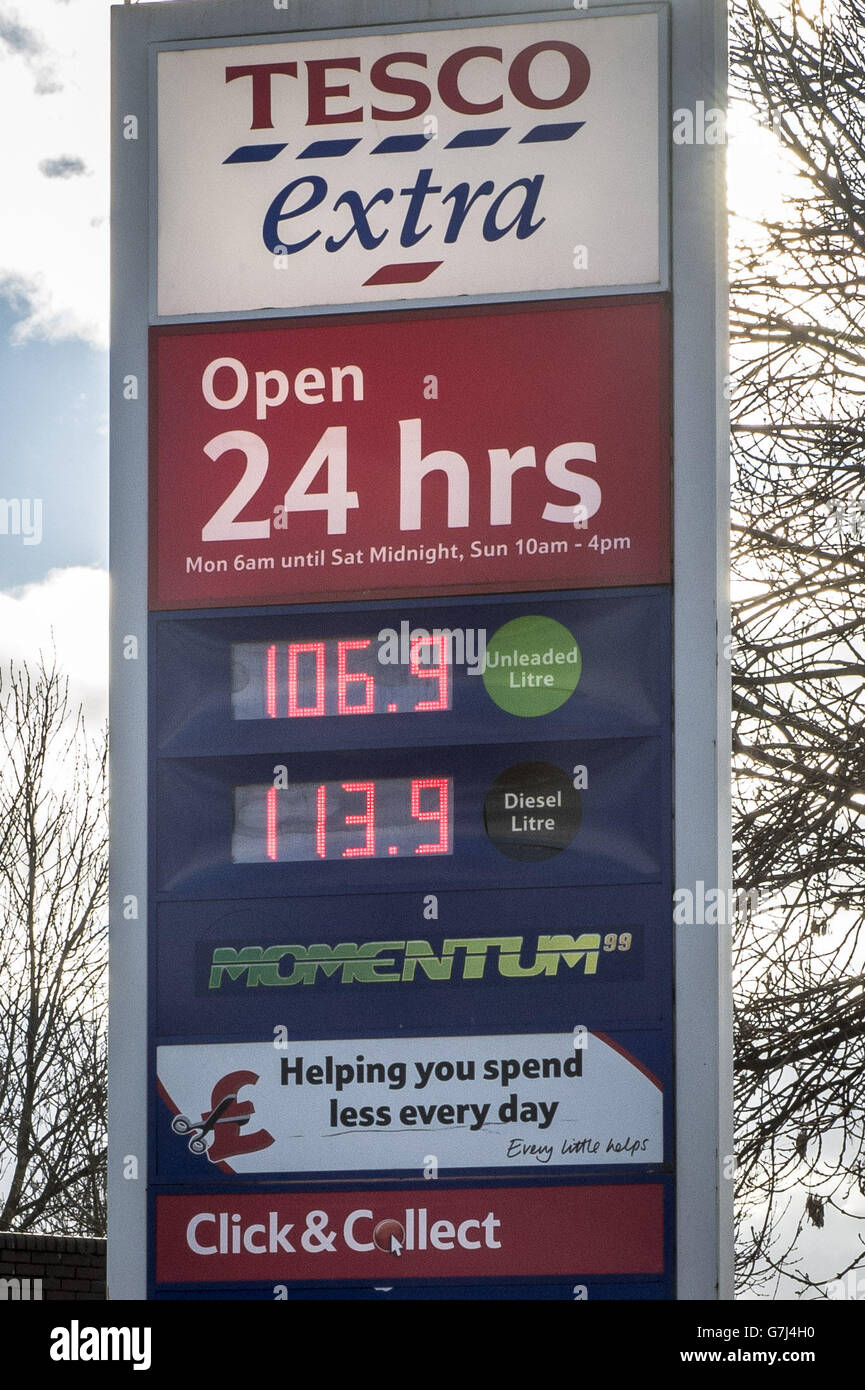 TESCO
extra
Open
24 hrs
Mon 6am until Sat Midnight, Sun 10am - 4pm
106.9
Unleaded
Litre
113.9
Diesel
Litre
MOMENTUM99
Helping you spend
less every day
Every little helps
Click & Collect
a alamy stock photo
G7J4H0
www.alamy.com